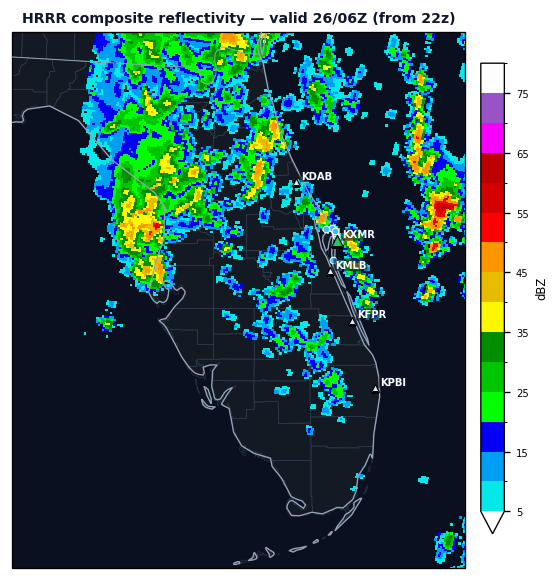 HRRR composite reflectivity — valid 26/06Z (from 22z)
KDAB
KXMR
KMLB
KFPR
KPBI
75
65
55
45
35
25
15
5
dBZ